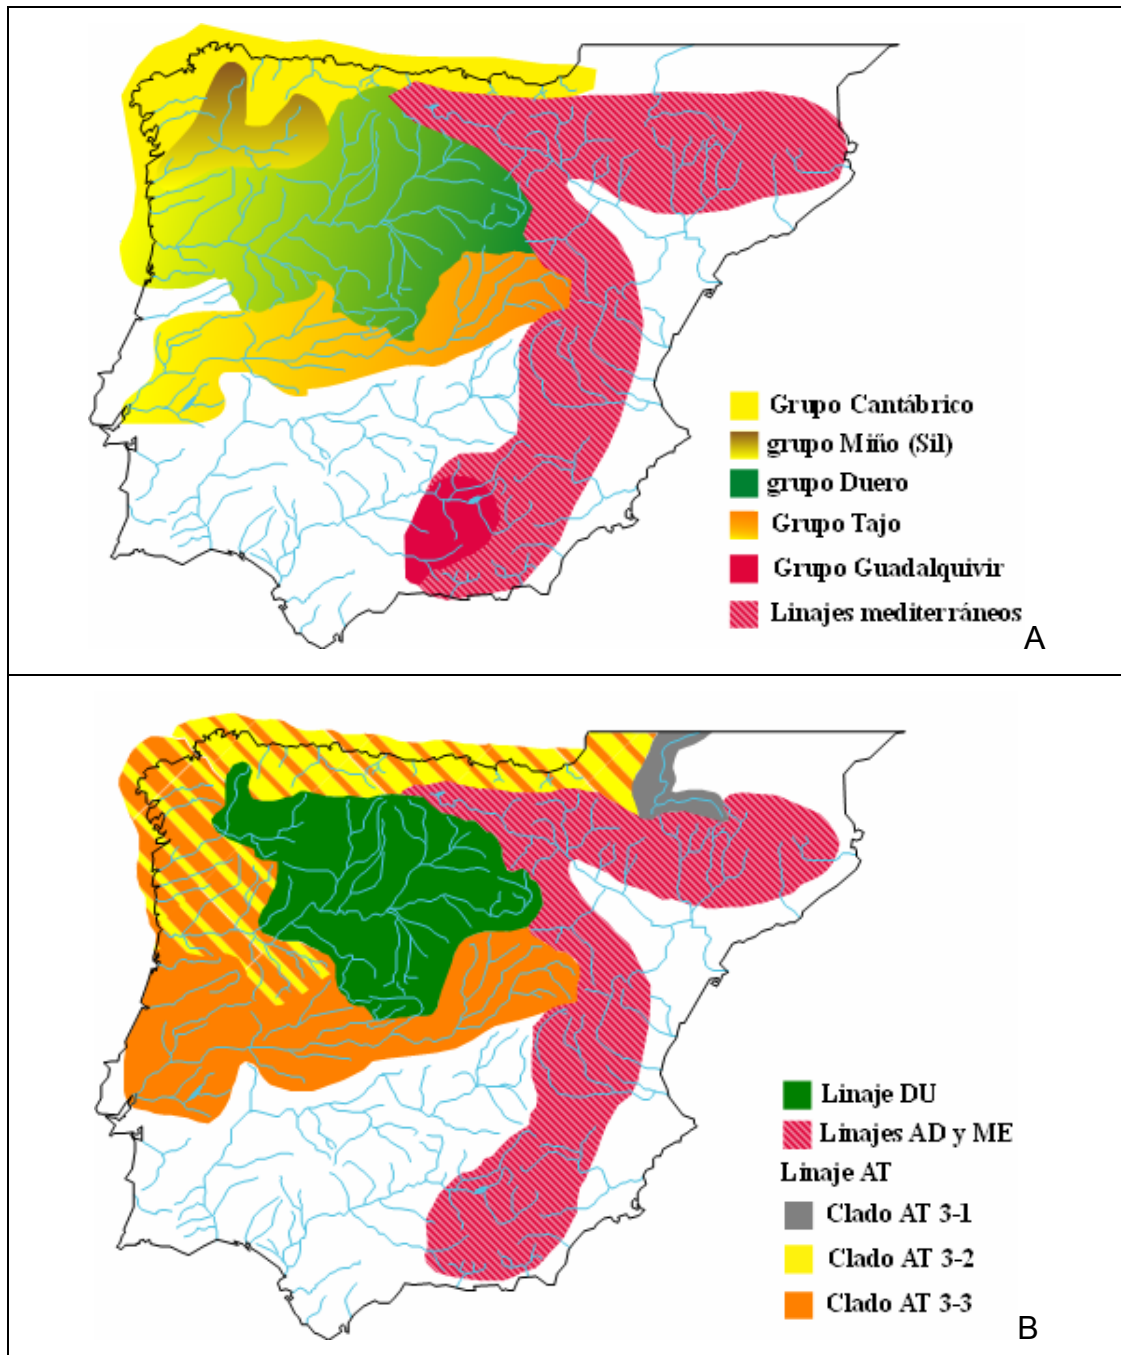 Grupo Cantábrico
grupo Miño (Sil)
grupo Duero
Grupo Tajo
Grupo Guadalquivir
Linajes mediterráneos
A
Linaje DU
Linajes AD y ME
Linaje AT
Clado AT 3-1
Clado AT 3-2
Clado AT 3-3
B